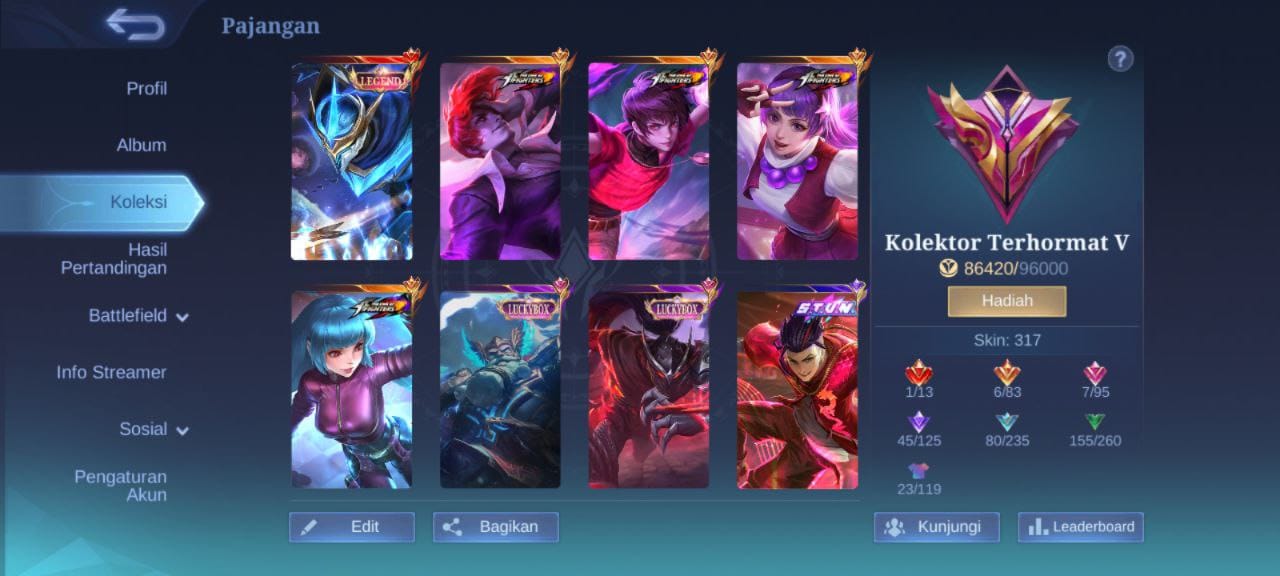 Pajangan
Profil
Album
Koleksi
Hasil
Pertandingan
Battlefield
Info Streamer
Sosial
Pengaturan
Akun
LEGEND
THE KING OF
FIGHTERS
THE KING OF
FIGHTERS
THE KING OF
FIGHTERS
THE KING OF
FIGHTERS
LUCKYBOX
LUCKYBOX
S.T.U.N.
Edit
Bagikan
?
Kolektor Terhormat V
86420/96000
Hadiah
Skin: 317
1/13
6/83
7/95
45/125
80/235
155/260
23/119
Kunjungi
Leaderboard